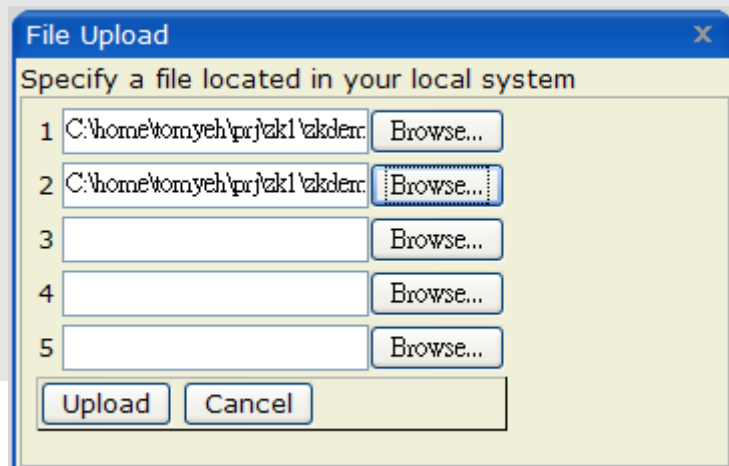 File Upload x
Specify a file located in your local system
1 C:\home\tomyeh\prj\zk1\zkdem Browse...
2 C:\home\tomyeh\prj\zk1\zkdem Browse...
3 Browse...
4 Browse...
5 Browse...
Upload Cancel